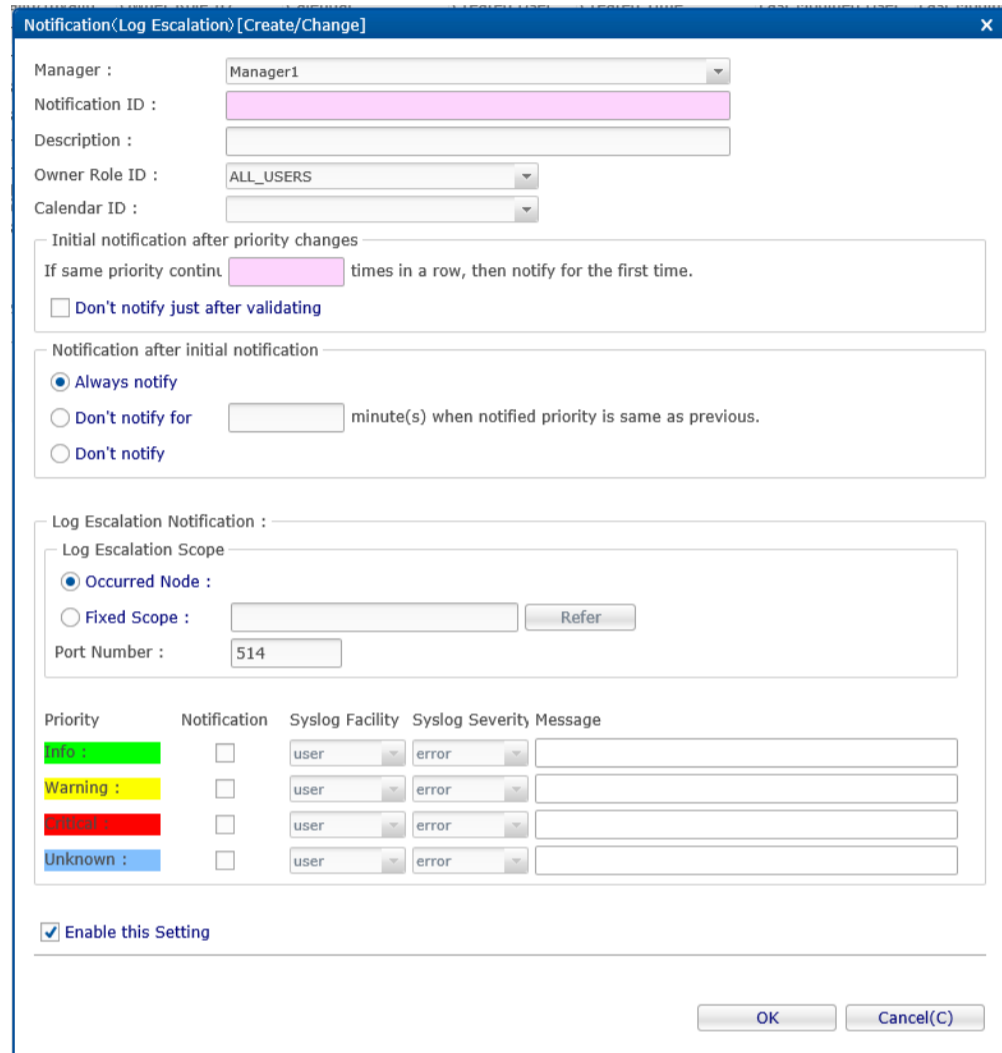 Notification(Log Escalation)[Create/Change]
Manager : Manager1
Notification ID :
Description :
Owner Role ID : ALL_USERS
Calendar ID :
Initial notification after priority changes
If same priority continu times in a row, then notify for the first time.
Don't notify just after validating
Notification after initial notification
Always notify
Don't notify for minute(s) when notified priority is same as previous.
Don't notify
Log Escalation Notification :
Log Escalation Scope
Occurred Node :
Fixed Scope : Refer
Port Number : 514
Priority Notification Syslog Facility Syslog Severity Message
Info : user error
Warning : user error
Critical : user error
Unknown : user error
Enable this Setting
OK Cancel(C)